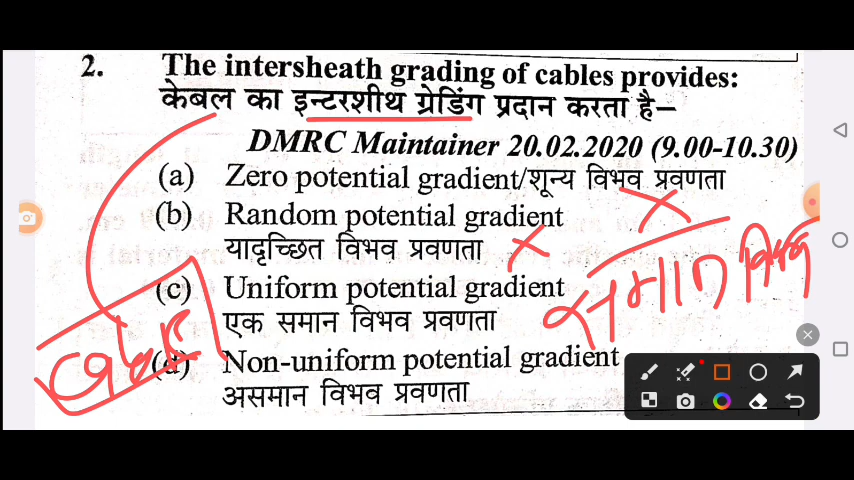 2. The intersheath grading of cables provides:
केबल का इन्टरशीथ ग्रेडिंग प्रदान करता है–
DMRC Maintainer 20.02.2020 (9.00-10.30)
(a) Zero potential gradient/शून्य विभव प्रवणता
(b) Random potential gradient
यादृच्छित विभव प्रवणता
(c) Uniform potential gradient
एक समान विभव प्रवणता
(d) Non-uniform potential gradient
असमान विभव प्रवणता
समान विभव